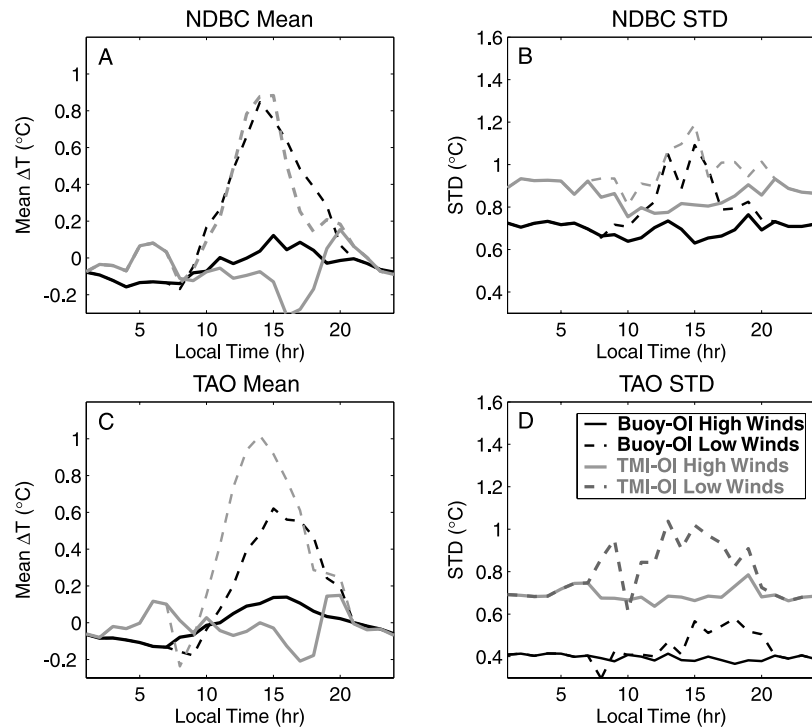 NDBC Mean
A
1
0.8
0.6
0.4
0.2
0
-0.2
Mean ΔT (°C)
5 10 15 20
Local Time (hr)
NDBC STD
B
1.6
1.4
1.2
1
0.8
0.6
0.4
STD (°C)
5 10 15 20
Local Time (hr)
TAO Mean
C
1
0.8
0.6
0.4
0.2
0
-0.2
Mean ΔT (°C)
5 10 15 20
Local Time (hr)
TAO STD
D
1.6
1.4
1.2
1
0.8
0.6
0.4
STD (°C)
Buoy-OI High Winds
Buoy-OI Low Winds
TMI-OI High Winds
TMI-OI Low Winds
5 10 15 20
Local Time (hr)